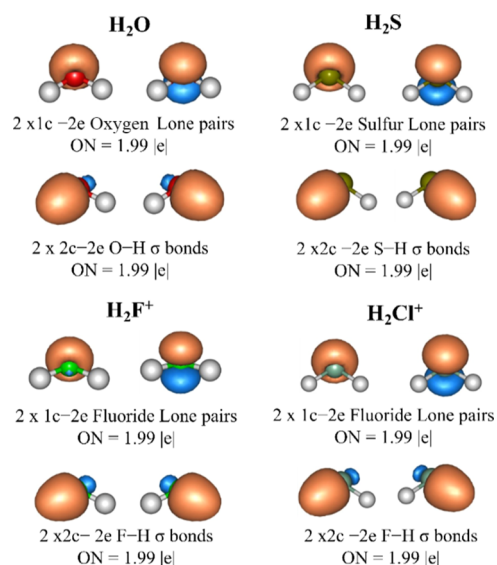 H₂O
2 x1c −2e Oxygen Lone pairs
ON = 1.99 |e|
2 x 2c−2e O−H σ bonds
ON = 1.99 |e|
H₂S
2 x1c −2e Sulfur Lone pairs
ON = 1.99 |e|
2 x2c −2e S−H σ bonds
ON = 1.99 |e|
H₂F⁺
2 x 1c−2e Fluoride Lone pairs
ON = 1.99 |e|
2 x2c− 2e F−H σ bonds
ON = 1.99 |e|
H₂Cl⁺
2 x 1c−2e Fluoride Lone pairs
ON = 1.99 |e|
2 x2c −2e F−H σ bonds
ON = 1.99 |e|